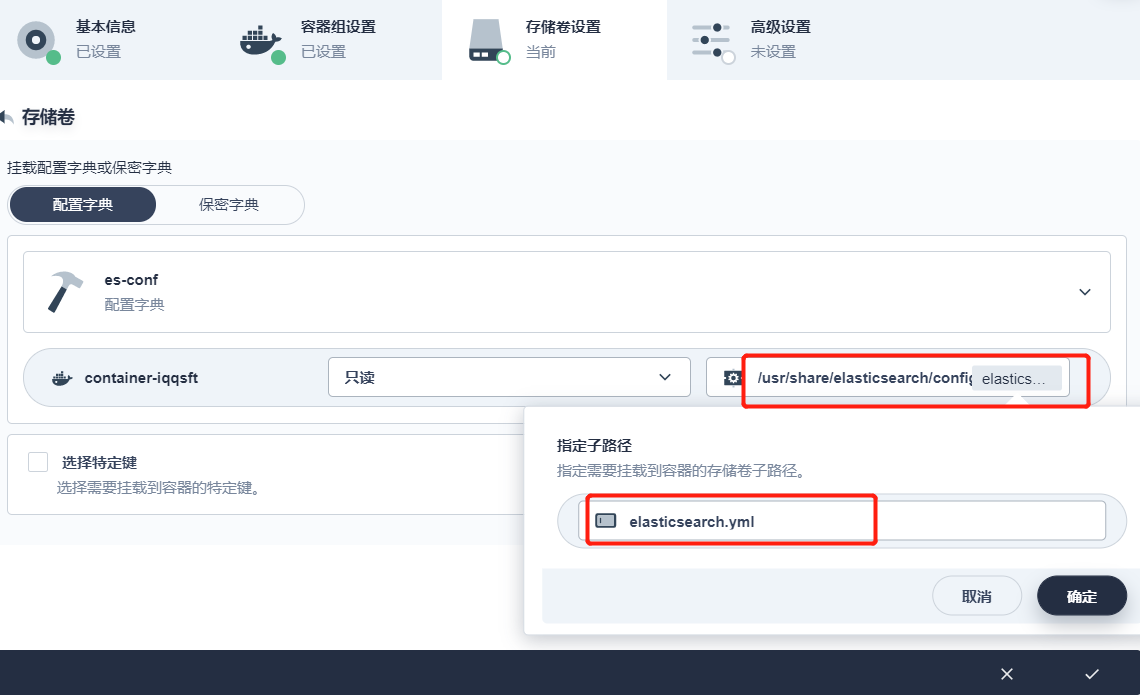 基本信息
已设置
容器组设置
已设置
存储卷设置
当前
高级设置
未设置
存储卷
挂载配置字典或保密字典
配置字典
保密字典
es-conf
配置字典
container-iqqsft
只读
/usr/share/elasticsearch/config
elastics...
选择特定键
选择需要挂载到容器的特定键。
指定子路径
指定需要挂载到容器的存储卷子路径。
elasticsearch.yml
取消
确定